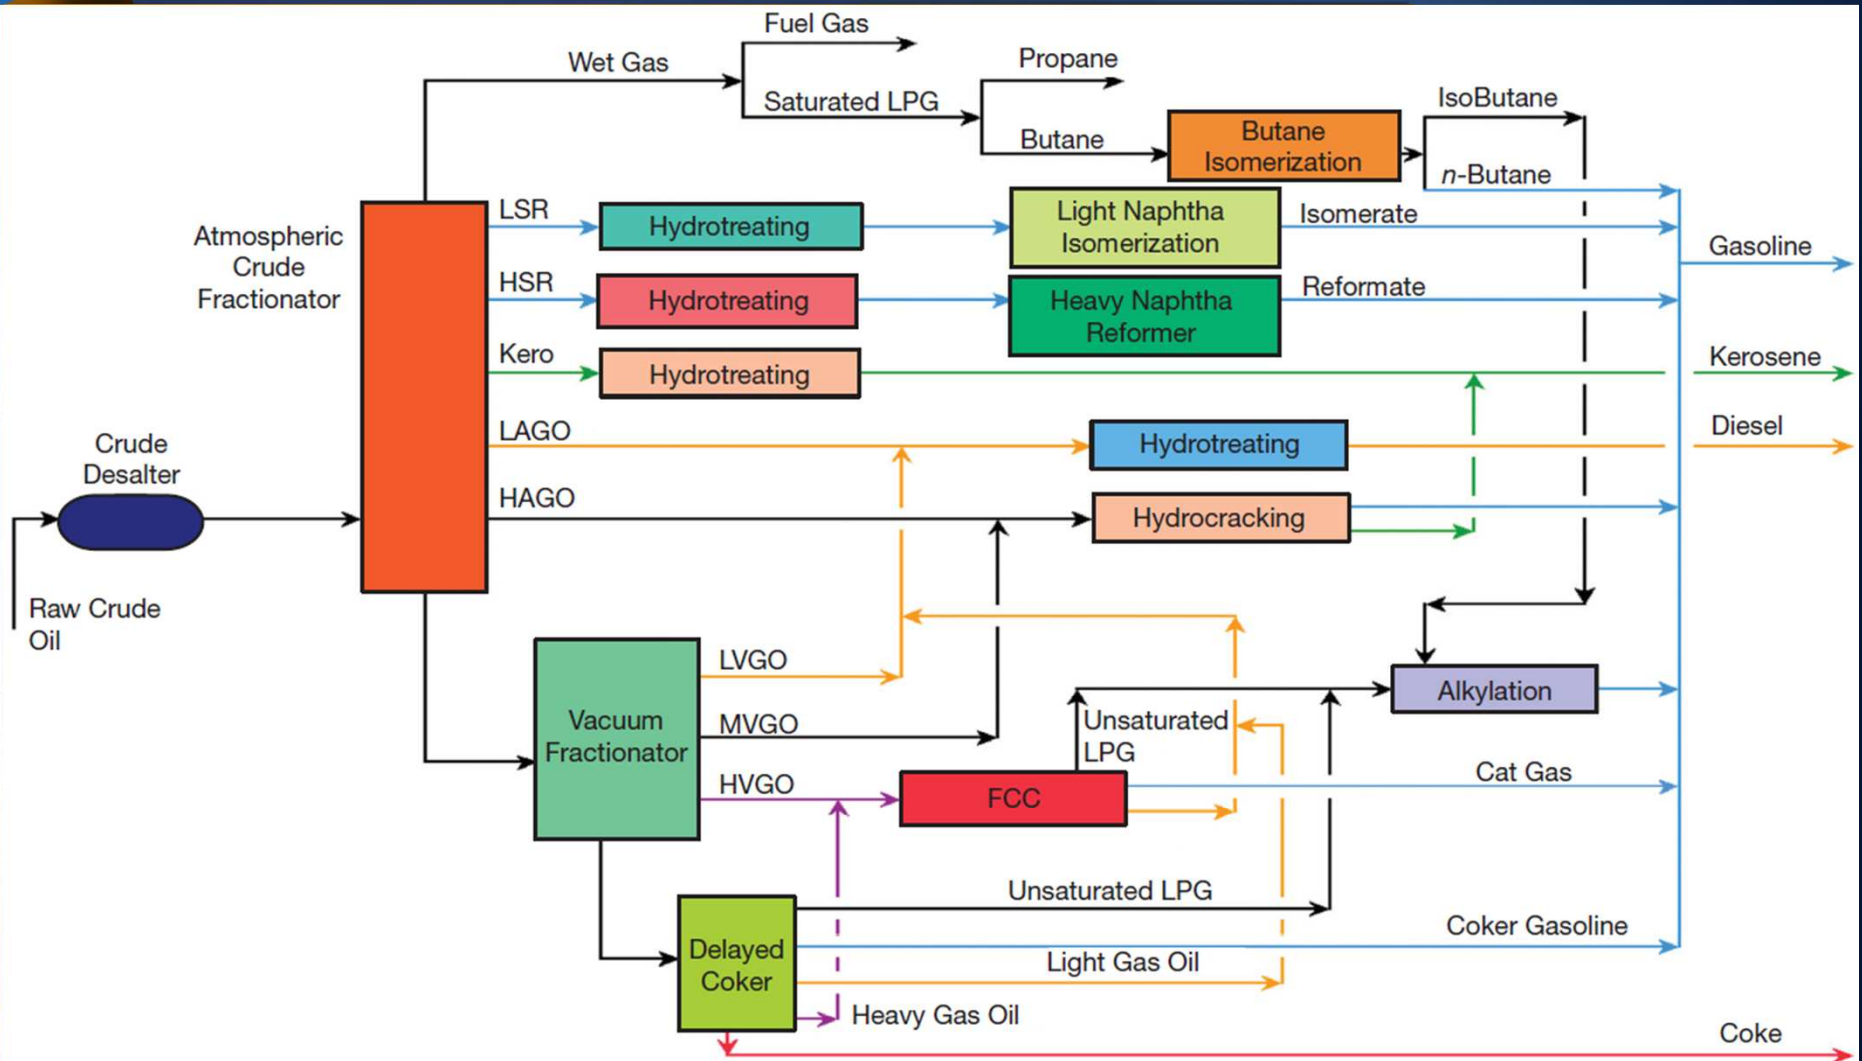 Fuel Gas
Wet Gas
Propane
Saturated LPG
IsoButane
Butane
Butane
Isomerization
n-Butane
LSR
Hydrotreating
Light Naphtha
Isomerization
Isomerate
Atmospheric
Crude
Fractionator
Gasoline
HSR
Hydrotreating
Heavy Naphtha
Reformer
Reformate
Kero
Hydrotreating
Kerosene
LAGO
Hydrotreating
Diesel
Crude
Desalter
HAGO
Hydrocracking
Raw Crude
Oil
LVGO
Vacuum
Fractionator
MVGO
Unsaturated
LPG
Alkylation
HVGO
FCC
Cat Gas
Unsaturated LPG
Delayed
Coker
Coker Gasoline
Light Gas Oil
Heavy Gas Oil
Coke